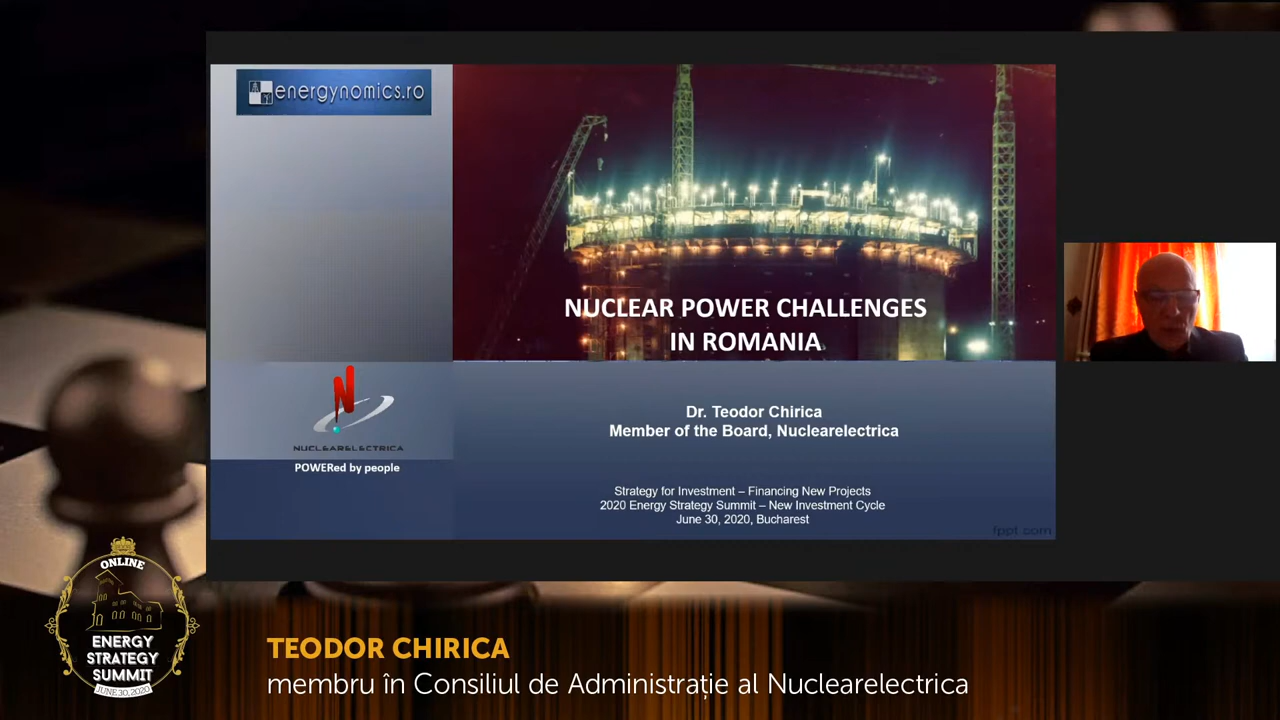 energynomics.ro
NUCLEAR POWER CHALLENGES
IN ROMANIA
NUCLEARELECTRICA
POWERed by people
Dr. Teodor Chirica
Member of the Board, Nuclearelectrica
Strategy for Investment – Financing New Projects
2020 Energy Strategy Summit – New Investment Cycle
June 30, 2020, Bucharest
fppt.com
ONLINE
ENERGY
STRATEGY
SUMMIT
JUNE 30, 2020
TEODOR CHIRICA
membru în Consiliul de Administrație al Nuclearelectrica